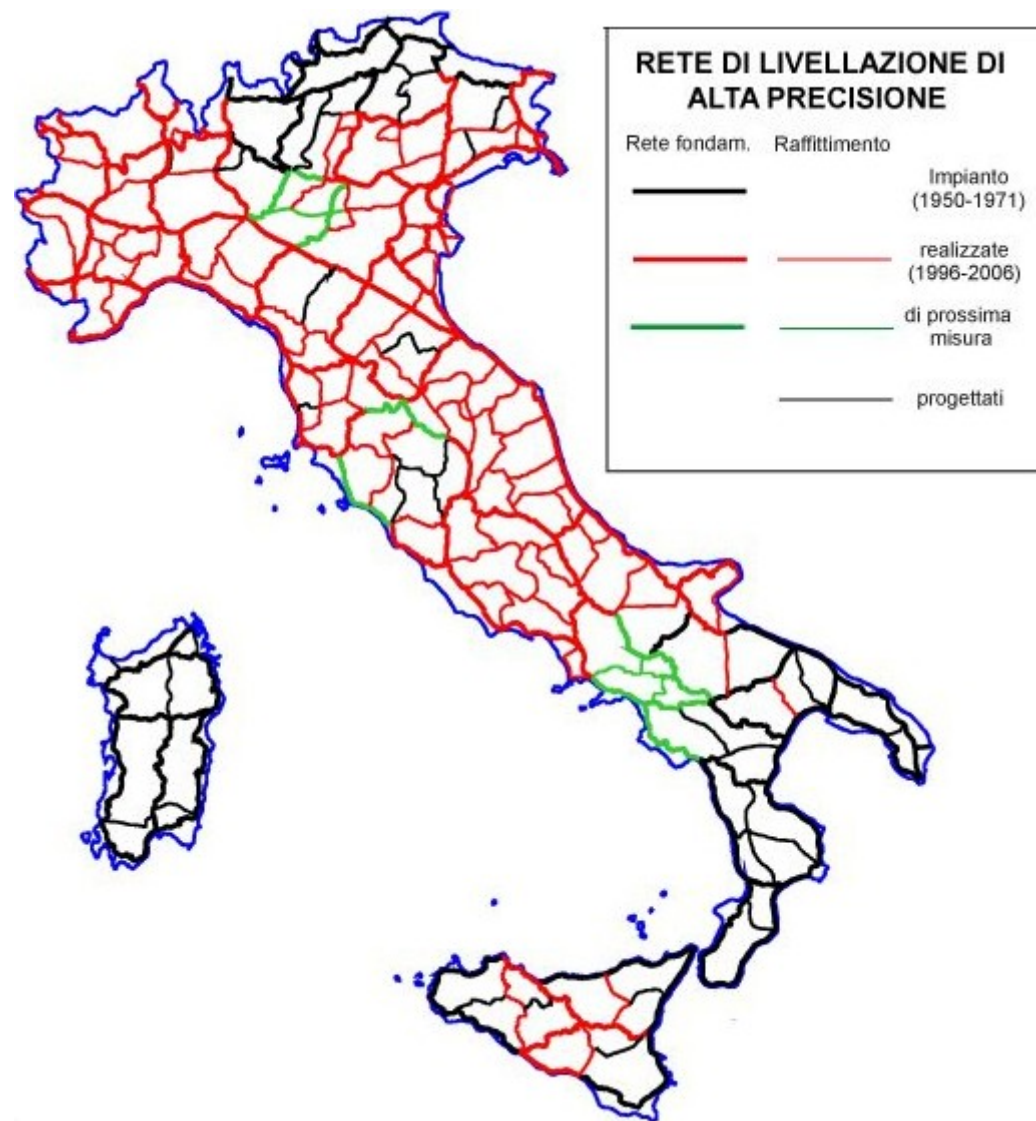 RETE DI LIVELLAZIONE DI
ALTA PRECISIONE
Rete fondam. Raffittimento
Impianto
(1950-1971)
realizzate
(1996-2006)
di prossima
misura
progettati